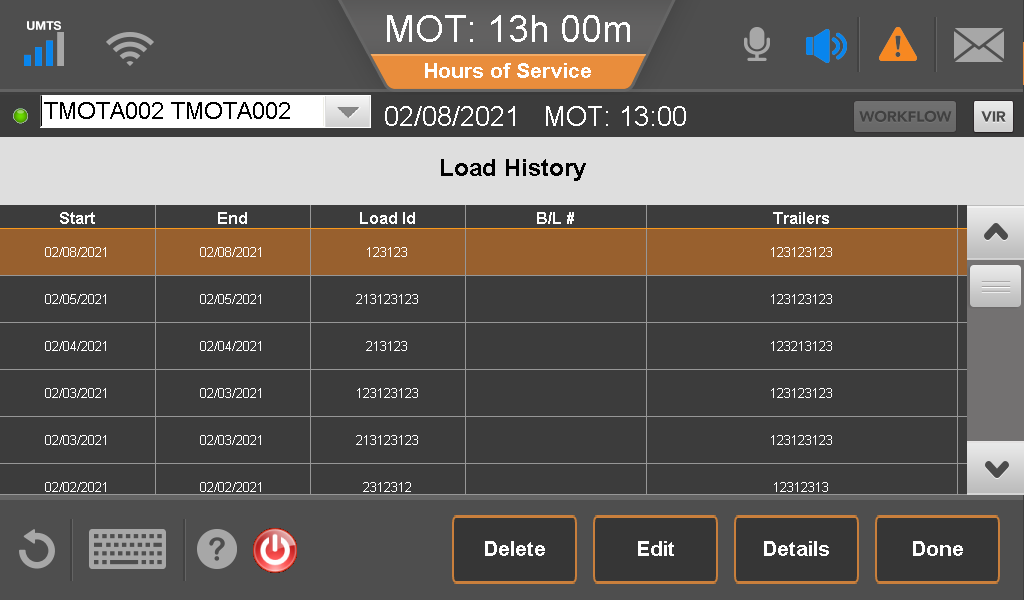 UMTS
MOT: 13h 00m
Hours of Service
TMOTA002 TMOTA002 02/08/2021 MOT: 13:00 WORKFLOW VIR
Load History
Start End Load Id B/L # Trailers
02/08/2021 02/08/2021 123123 123123123
02/05/2021 02/05/2021 213123123 123123123
02/04/2021 02/04/2021 213123 123213123
02/03/2021 02/03/2021 123123123 123123123
02/03/2021 02/03/2021 213123123 123123123
02/02/2021 02/02/2021 2312312 12312313
? Delete Edit Details Done